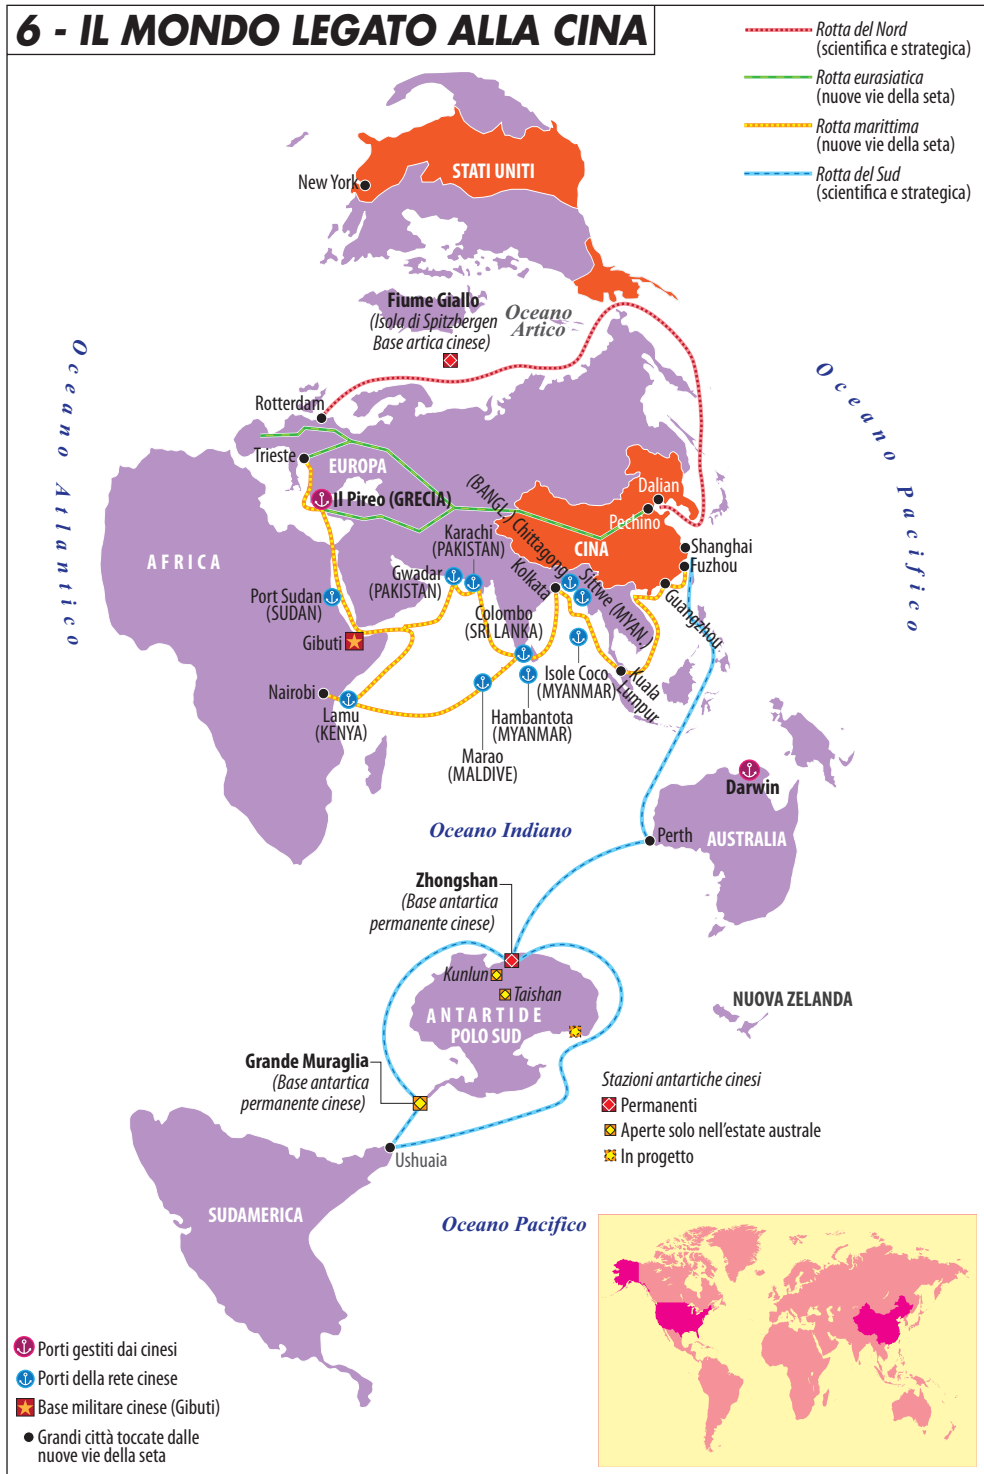 6 - IL MONDO LEGATO ALLA CINA
Rotta del Nord
(scientifica e strategica)
Rotta eurasiatica
(nuove vie della seta)
Rotta marittima
(nuove vie della seta)
Rotta del Sud
(scientifica e strategica)
STATI UNITI
New York
Fiume Giallo
(Isola di Spitzbergen
Base artica cinese)
Oceano
Artico
Oceano Atlantico
Oceano Pacifico
Rotterdam
Trieste
EUROPA
Il Pireo (GRECIA)
Dalian
Pechino
CINA
Shanghai
Fuzhou
Guangzhou
(BANGL.) Chittagong
Sittwe (MYAN.)
Kolkata
Karachi
(PAKISTAN)
Gwadar
(PAKISTAN)
AFRICA
Port Sudan
(SUDAN)
Gibuti
Colombo
(SRI LANKA)
Isole Coco
(MYANMAR)
Kuala
Lumpur
Nairobi
Lamu
(KENYA)
Hambantota
(MYANMAR)
Marao
(MALDIVE)
Darwin
Oceano Indiano
Perth
AUSTRALIA
Zhongshan
(Base antartica
permanente cinese)
Kunlun
Taishan
ANTARTIDE
POLO SUD
NUOVA ZELANDA
Grande Muraglia
(Base antartica
permanente cinese)
Stazioni antartiche cinesi
Permanenti
Aperte solo nell'estate australe
In progetto
Ushuaia
SUDAMERICA
Oceano Pacifico
Porti gestiti dai cinesi
Porti della rete cinese
Base militare cinese (Gibuti)
Grandi città toccate dalle
nuove vie della seta